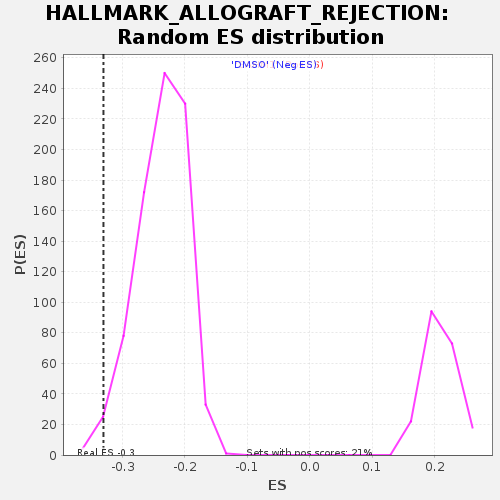 HALLMARK_ALLOGRAFT_REJECTION:
Random ES distribution
'DMSO' (Neg ES)
260
240
220
200
180
160
140
120
100
80
60
40
20
0
P(ES)
Real ES -0.3
Sets with pos scores: 21%
-0.3
-0.2
-0.1
0.0
0.1
0.2
ES